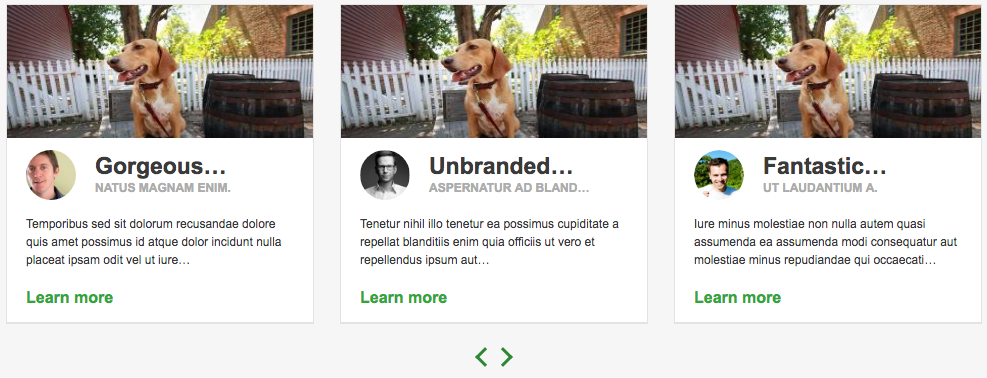 Gorgeous…
NATUS MAGNAM ENIM.
Temporibus sed sit dolorum recusandae dolore
quis amet possimus id atque dolor incidunt nulla
placeat ipsam odit vel ut iure…
Learn more
Unbranded…
ASPERNATUR AD BLAND…
Tenetur nihil illo tenetur ea possimus cupiditate a
repellat blanditiis enim quia officiis ut vero et
repellendus ipsum aut…
Learn more
Fantastic…
UT LAUDANTIUM A.
Iure minus molestiae non nulla autem quasi
assumenda ea assumenda modi consequatur aut
molestiae minus repudiandae qui occaecati…
Learn more